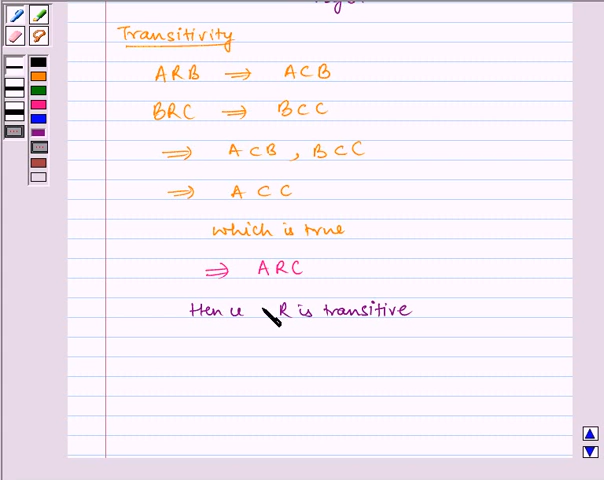 Transitivity
ARB ⇒ A⊂B
BRC ⇒ B⊂C
⇒ A⊂B, B⊂C
⇒ A⊂C
which is true
⇒ ARC
Hence R is transitive